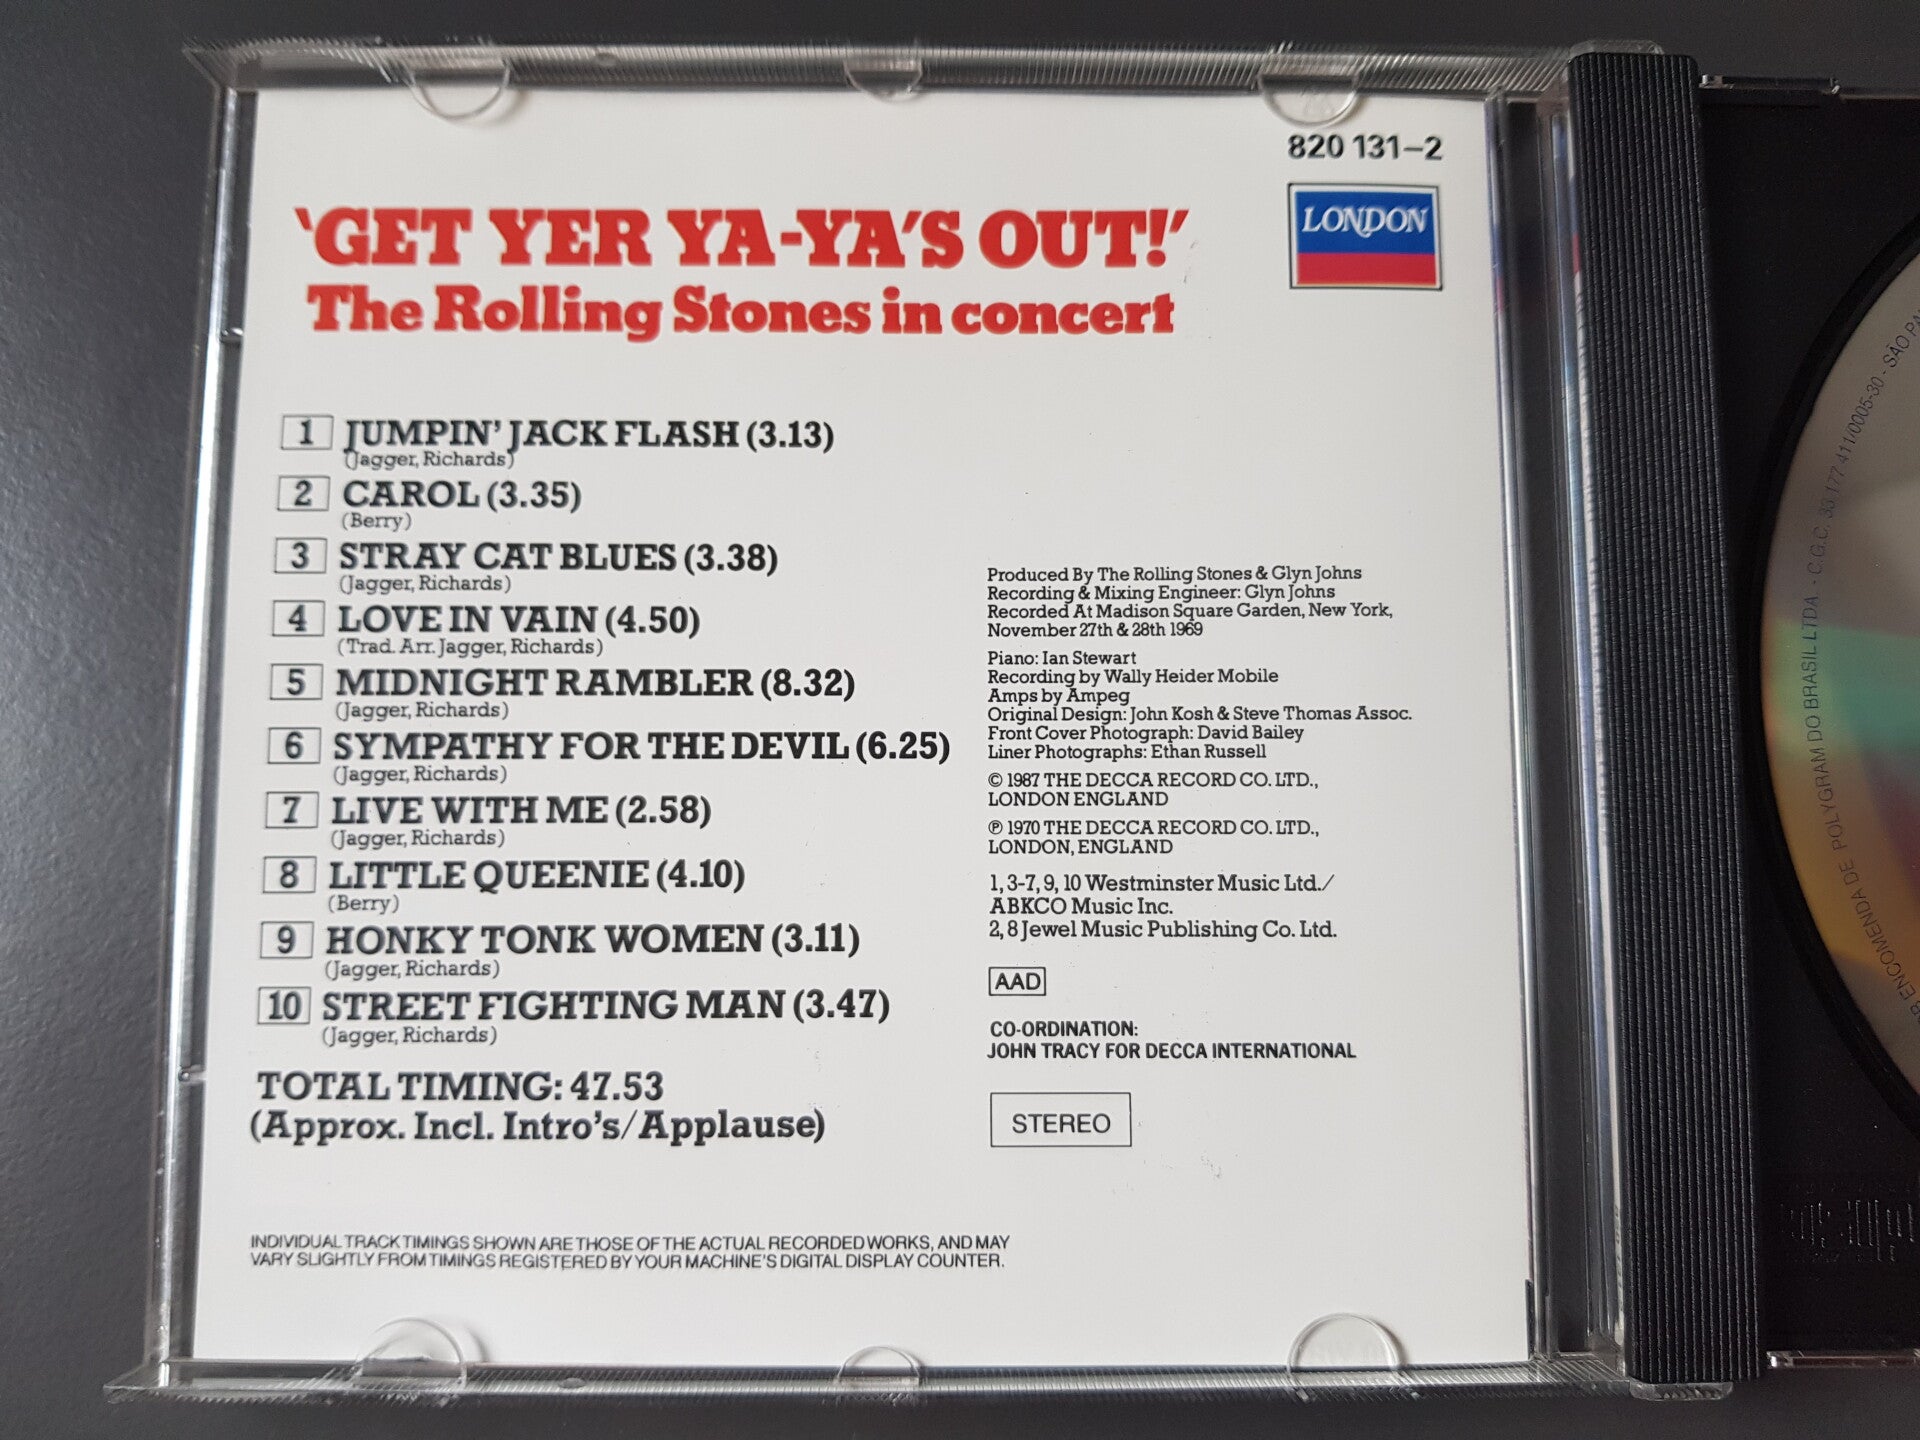 820 131–2
LONDON
‘GET YER YA-YA’S OUT!’
The Rolling Stones in concert
1 JUMPIN’ JACK FLASH (3.13)
(Jagger, Richards)
2 CAROL (3.35)
(Berry)
3 STRAY CAT BLUES (3.38)
(Jagger, Richards)
4 LOVE IN VAIN (4.50)
(Trad. Arr. Jagger, Richards)
5 MIDNIGHT RAMBLER (8.32)
(Jagger, Richards)
6 SYMPATHY FOR THE DEVIL (6.25)
(Jagger, Richards)
7 LIVE WITH ME (2.58)
(Jagger, Richards)
8 LITTLE QUEENIE (4.10)
(Berry)
9 HONKY TONK WOMEN (3.11)
(Jagger, Richards)
10 STREET FIGHTING MAN (3.47)
(Jagger, Richards)
TOTAL TIMING: 47.53
(Approx. Incl. Intro’s/Applause)
Produced By The Rolling Stones & Glyn Johns
Recording & Mixing Engineer: Glyn Johns
Recorded At Madison Square Garden, New York,
November 27th & 28th 1969
Piano: Ian Stewart
Recording by Wally Heider Mobile
Amps by Ampeg
Original Design: John Kosh & Steve Thomas Assoc.
Front Cover Photograph: David Bailey
Liner Photographs: Ethan Russell
© 1987 THE DECCA RECORD CO. LTD.,
LONDON ENGLAND
℗ 1970 THE DECCA RECORD CO. LTD.,
LONDON, ENGLAND
1, 3-7, 9, 10 Westminster Music Ltd./
ABKCO Music Inc.
2, 8 Jewel Music Publishing Co. Ltd.
AAD
CO-ORDINATION:
JOHN TRACY FOR DECCA INTERNATIONAL
STEREO
INDIVIDUAL TRACK TIMINGS SHOWN ARE THOSE OF THE ACTUAL RECORDED WORKS, AND MAY
VARY SLIGHTLY FROM TIMINGS REGISTERED BY YOUR MACHINE’S DIGITAL DISPLAY COUNTER.
ENCOMENDA DE POLYGRAM DO BRASIL LTDA - C.G.C. 33 177 411/0005-30 - SÃO